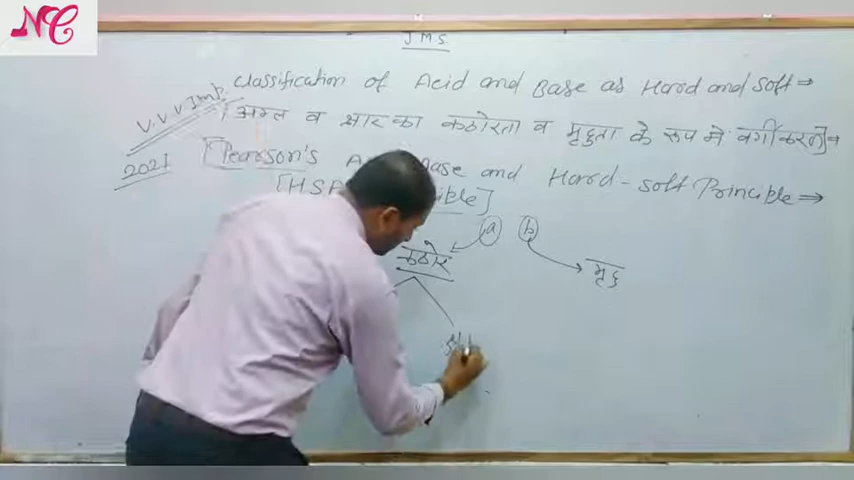 NC
JMS
V.V.V Imp. Classification of Acid and Base as Hard and Soft ⇒
[अम्ल व क्षार का कठोरता व मृदुता के रूप में वर्गीकरण] ⇒
2021 [Pearson's Base and Hard-Soft Principle ⇒
[HSA
(a) (b)
कठोर मृदु